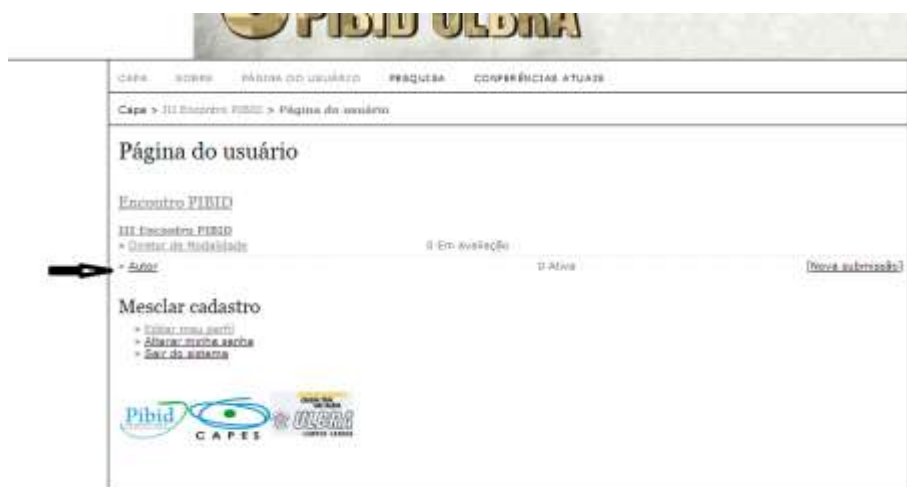 PIBID ULBRA
CAPA SOBRE PÁGINA DO USUÁRIO PESQUISA CONFERÊNCIAS ATUAIS
Capa > III Encontro PIBID > Página do usuário
Página do usuário
Encontro PIBID
III Encontro PIBID
» Diretor de Modalidade 0 Em Avaliação
» Autor 0 Ativa [Nova submissão]
Mesclar cadastro
» Editar meu perfil
» Alterar minha senha
» Sair do sistema
Pibid
CAPES
ULBRA